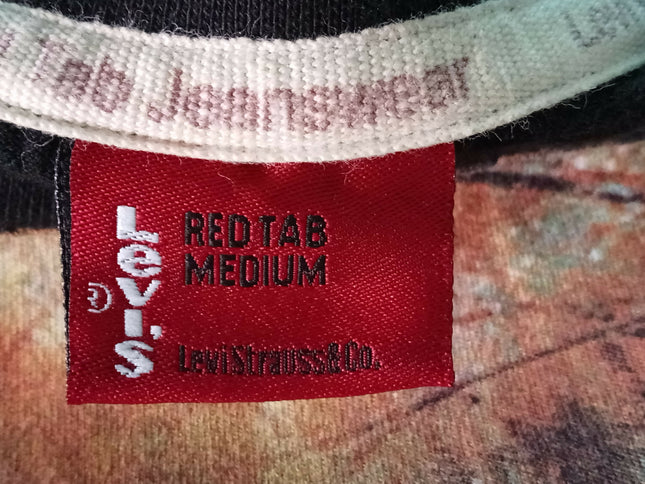 Tab Jeanswear
RED TAB
MEDIUM
Levi's
®
LeviStrauss&Co.